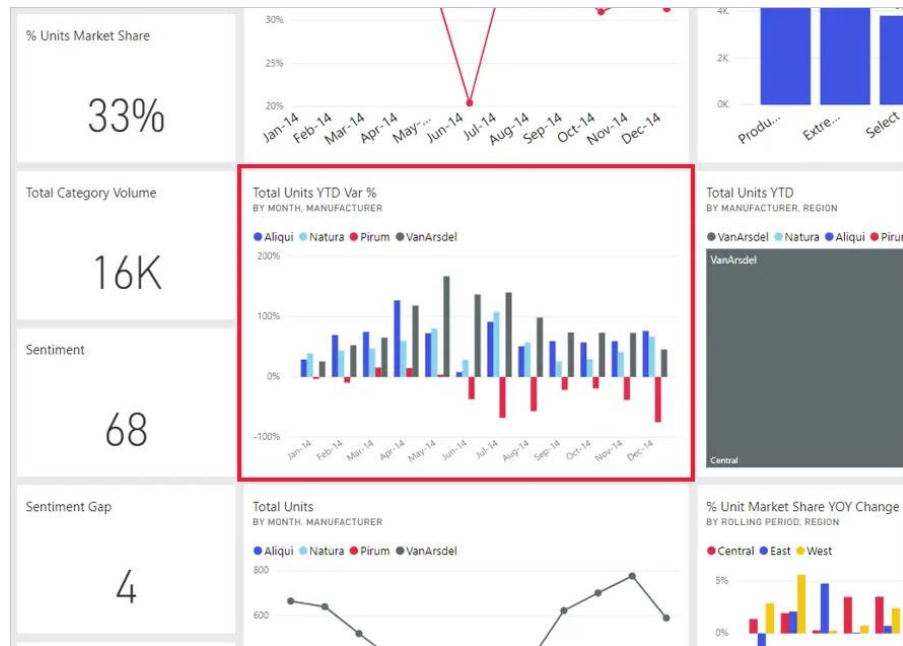 % Units Market Share
33%
30%
25%
20%
Jan-14 Feb-14 Mar-14 Apr-14 May-... Jun-14 Jul-14 Aug-14 Sep-14 Oct-14 Nov-14 Dec-14
4K
2K
0K
Produ... Extre... Select
Total Category Volume
16K
Total Units YTD Var %
BY MONTH, MANUFACTURER
Aliqui Natura Pirum VanArsdel
200%
100%
0%
-100%
Jan-14 Feb-14 Mar-14 Apr-14 May-14 Jun-14 Jul-14 Aug-14 Sep-14 Oct-14 Nov-14 Dec-14
Total Units YTD
BY MANUFACTURER, REGION
VanArsdel Natura Aliqui Piru
VanArsdel
Central
Sentiment
68
Sentiment Gap
4
Total Units
BY MONTH, MANUFACTURER
Aliqui Natura Pirum VanArsdel
800
600
% Unit Market Share YOY Change
BY ROLLING PERIOD, REGION
Central East West
5%
0%